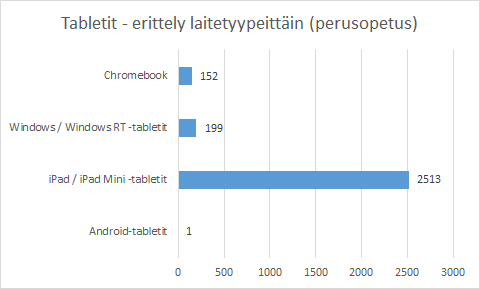 Tabletit - erittely laitetyypeittäin (perusopetus)
Chromebook 152
Windows / Windows RT -tabletit 199
iPad / iPad Mini -tabletit 2513
Android-tabletit 1
0 500 1000 1500 2000 2500 3000